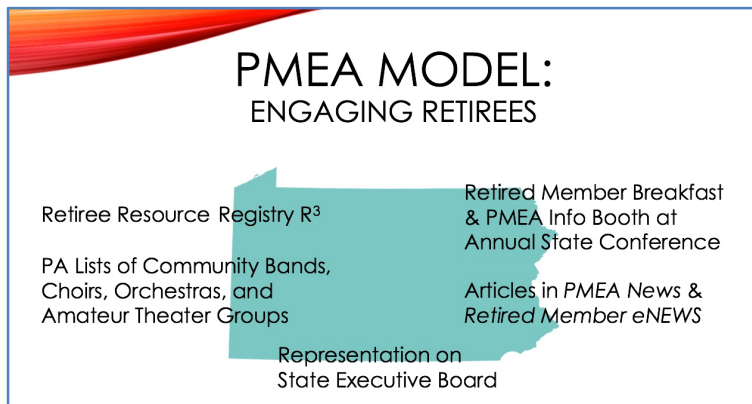 PMEA MODEL:
ENGAGING RETIREES
Retiree Resource Registry R³
PA Lists of Community Bands,
Choirs, Orchestras, and
Amateur Theater Groups
Retired Member Breakfast
& PMEA Info Booth at
Annual State Conference
Articles in PMEA News &
Retired Member eNEWS
Representation on
State Executive Board